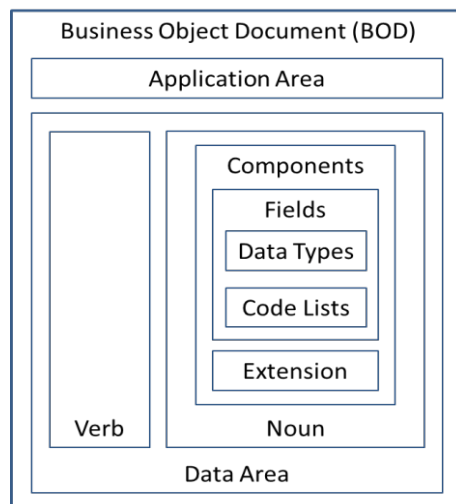 Business Object Document (BOD)
Application Area
Components
Fields
Data Types
Code Lists
Extension
Verb
Noun
Data Area